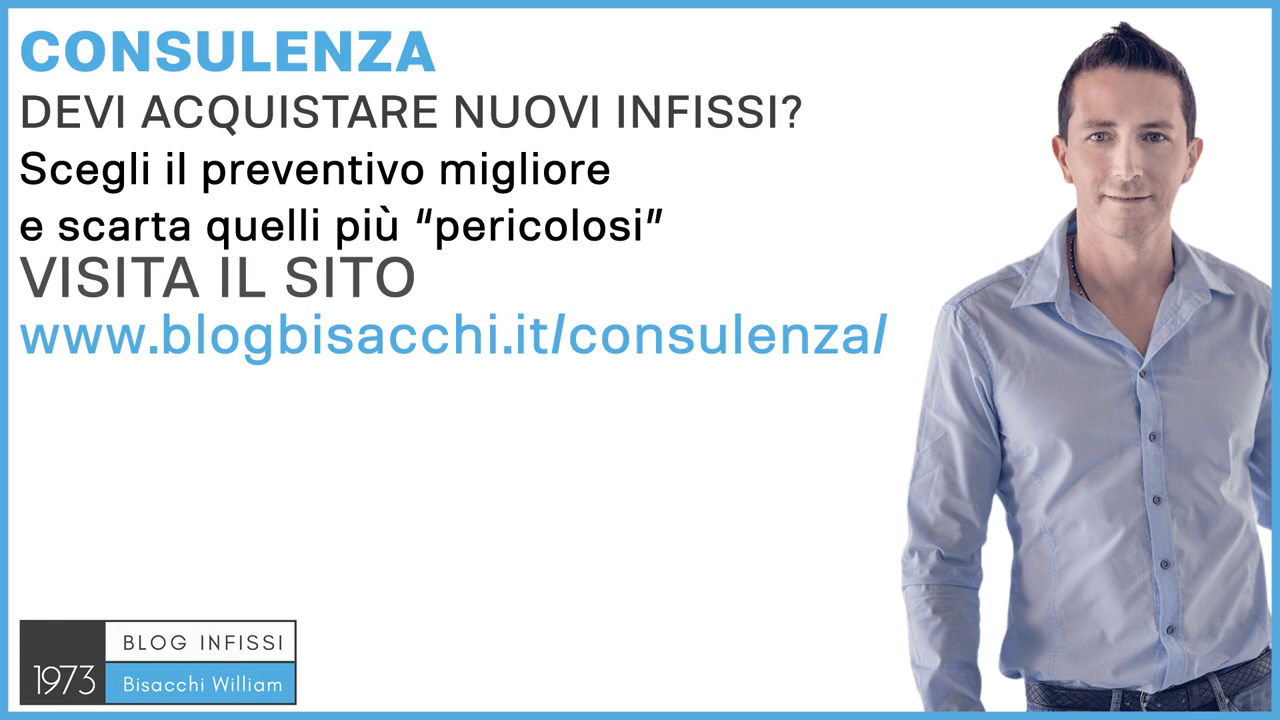 CONSULENZA
DEVI ACQUISTARE NUOVI INFISSI?
Scegli il preventivo migliore
e scarta quelli più “pericolosi”
VISITA IL SITO
www.blogbisacchi.it/consulenza/
1973
BLOG INFISSI
Bisacchi William